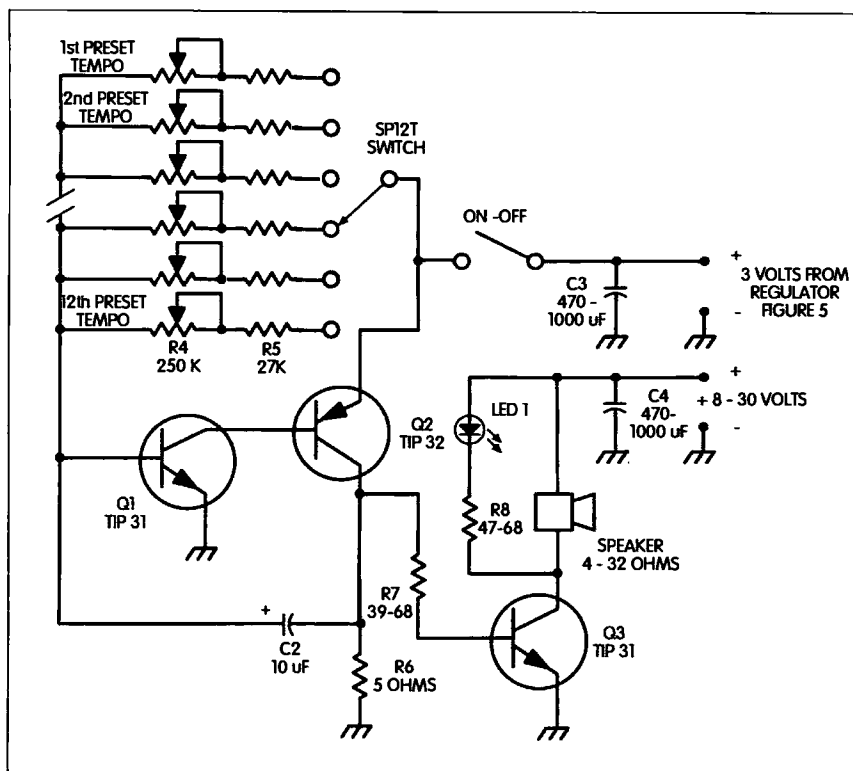 1st PRESET
TEMPO
2nd PRESET
TEMPO
SP12T
SWITCH
ON -OFF
+
3 VOLTS FROM
REGULATOR
FIGURE 5
-
C3
470 -
1000 uF
12th PRESET
TEMPO
R4
250 K
R5
27K
+
+ 8 - 30 VOLTS
-
C4
470-
1000 uF
LED 1
Q2
TIP 32
Q1
TIP 31
R8
47-68
SPEAKER
4 - 32 OHMS
R7
39-68
+
C2
10 uF
R6
5 OHMS
Q3
TIP 31